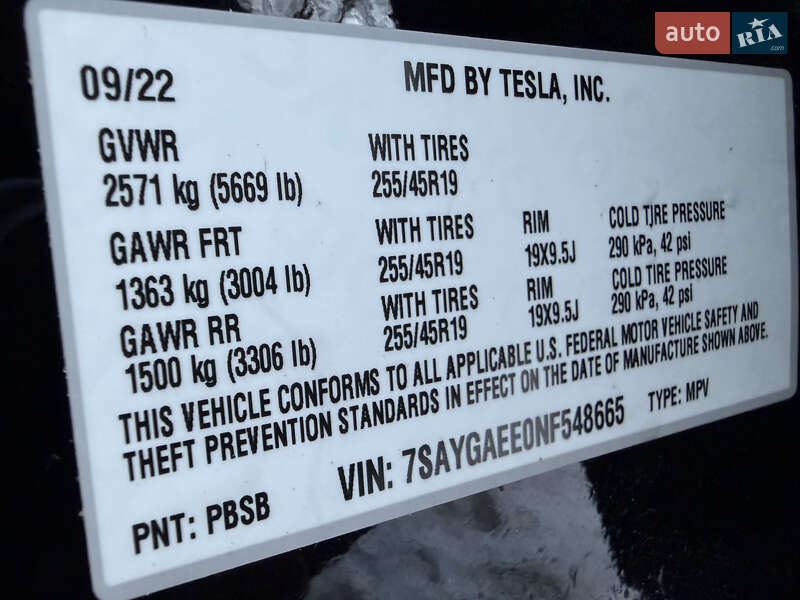 auto RIA.com
09/22 MFD BY TESLA, INC.
GVWR WITH TIRES
2571 kg (5669 lb) 255/45R19
GAWR FRT WITH TIRES RIM COLD TIRE PRESSURE
1363 kg (3004 lb) 255/45R19 19X9.5J 290 kPa, 42 psi
GAWR RR WITH TIRES RIM COLD TIRE PRESSURE
1500 kg (3306 lb) 255/45R19 19X9.5J 290 kPa, 42 psi
THIS VEHICLE CONFORMS TO ALL APPLICABLE U.S. FEDERAL MOTOR VEHICLE SAFETY AND
THEFT PREVENTION STANDARDS IN EFFECT ON THE DATE OF MANUFACTURE SHOWN ABOVE.
PNT: PBSB VIN: 7SAYGAEE0NF548665 TYPE: MPV